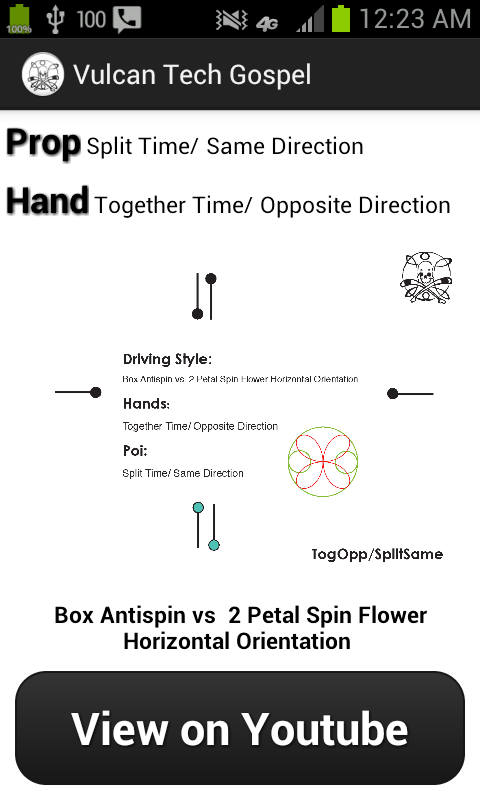 100%
100
4G
12:23 AM
Vulcan Tech Gospel
Prop Split Time/ Same Direction
Hand Together Time/ Opposite Direction
Driving Style:
Box Antispin vs 2 Petal Spin Flower Horizontal Orientation
Hands:
Together Time/ Opposite Direction
Poi:
Split Time/ Same Direction
TogOpp/SplitSame
Box Antispin vs 2 Petal Spin Flower
Horizontal Orientation
View on Youtube